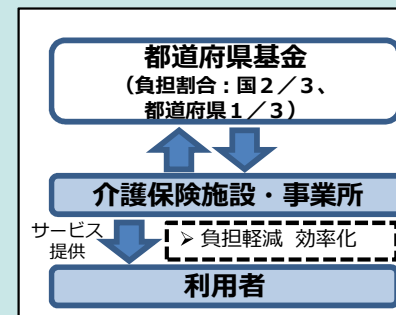 都道府県基金
（負担割合：国２／３、
都道府県１／３）
介護保険施設・事業所
サービス
提供
➢ 負担軽減 効率化
利用者